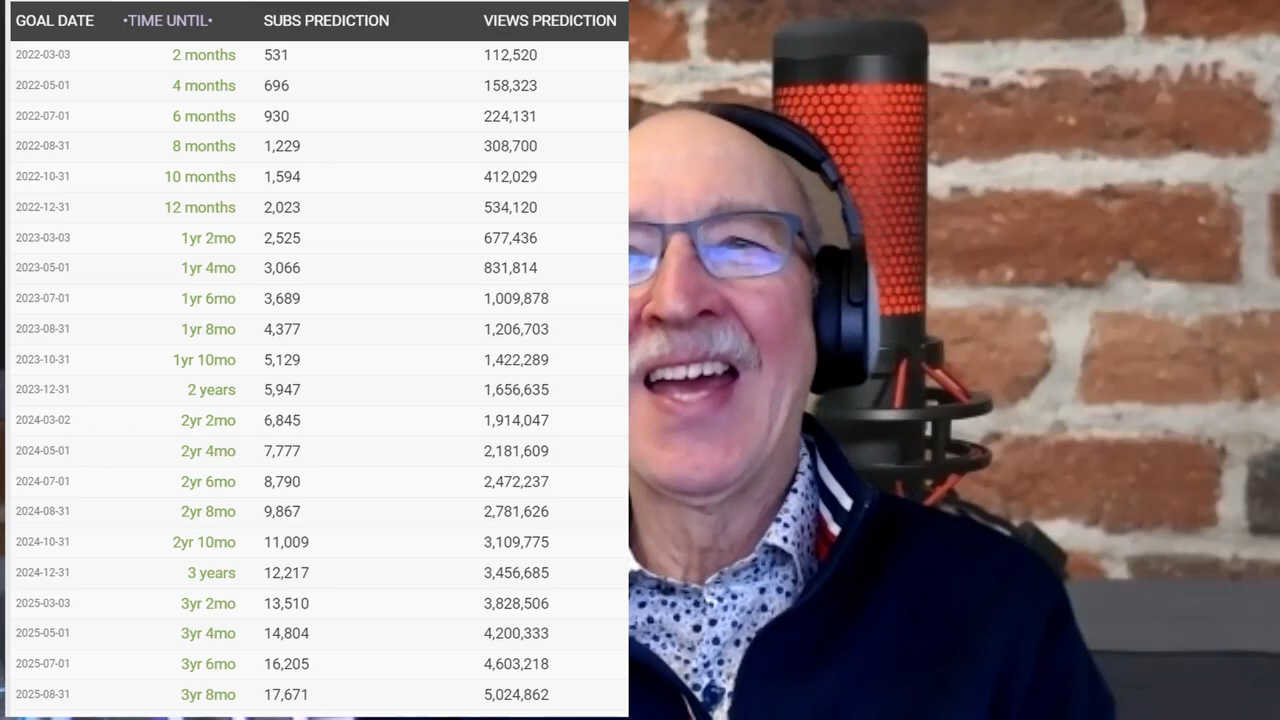 GOAL DATE •TIME UNTIL• SUBS PREDICTION VIEWS PREDICTION
2022-03-03 2 months 531 112,520
2022-05-01 4 months 696 158,323
2022-07-01 6 months 930 224,131
2022-08-31 8 months 1,229 308,700
2022-10-31 10 months 1,594 412,029
2022-12-31 12 months 2,023 534,120
2023-03-03 1yr 2mo 2,525 677,436
2023-05-01 1yr 4mo 3,066 831,814
2023-07-01 1yr 6mo 3,689 1,009,878
2023-08-31 1yr 8mo 4,377 1,206,703
2023-10-31 1yr 10mo 5,129 1,422,289
2023-12-31 2 years 5,947 1,656,635
2024-03-02 2yr 2mo 6,845 1,914,047
2024-05-01 2yr 4mo 7,777 2,181,609
2024-07-01 2yr 6mo 8,790 2,472,237
2024-08-31 2yr 8mo 9,867 2,781,626
2024-10-31 2yr 10mo 11,009 3,109,775
2024-12-31 3 years 12,217 3,456,685
2025-03-03 3yr 2mo 13,510 3,828,506
2025-05-01 3yr 4mo 14,804 4,200,333
2025-07-01 3yr 6mo 16,205 4,603,218
2025-08-31 3yr 8mo 17,671 5,024,862